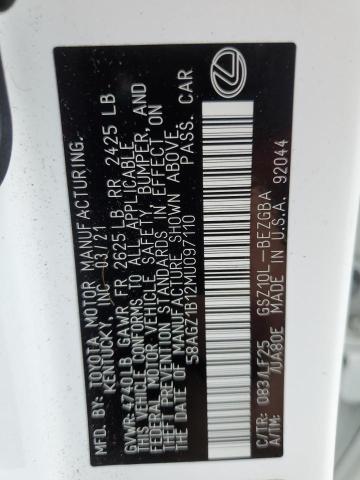 MFD BY: TOYOTA MOTOR MANUFACTURING.
KENTUCKY, INC 03/21
GVWR: 4740 LB GAWR FR 2625 LB RR 2425 LB
THIS VEHICLE CONFORMS TO ALL APPLICABLE
FEDERAL MOTOR VEHICLE SAFETY, BUMPER, AND
THEFT PREVENTION STANDARDS IN EFFECT ON
THE DATE OF MANUFACTURE SHOWN ABOVE.
58AGZ1B12MU097110 PASS. CAR
C/TR: 083/LF25 GSZ10L-BEZGBA
A/TM: /UA80E MADE IN U.S.A. 92044